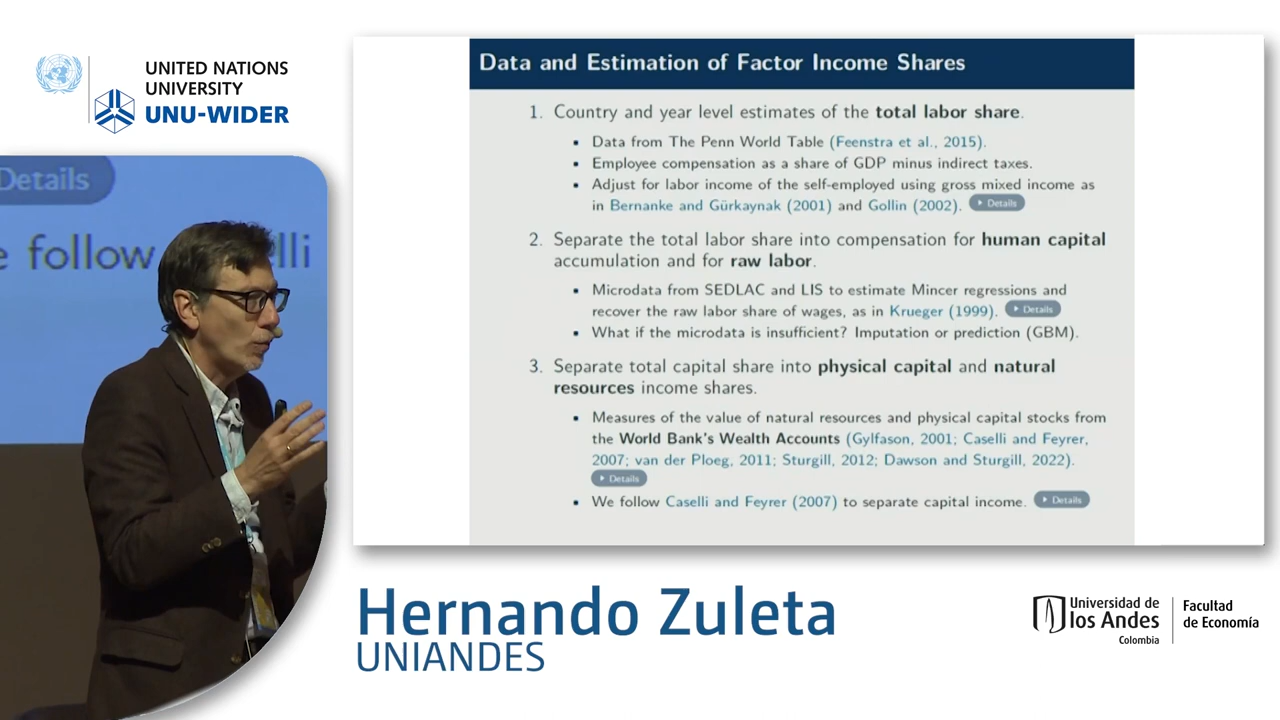 UNITED NATIONS
UNIVERSITY
UNU-WIDER
Details
e follow
lli
Data and Estimation of Factor Income Shares
1. Country and year level estimates of the total labor share.
▪ Data from The Penn World Table (Feenstra et al., 2015).
▪ Employee compensation as a share of GDP minus indirect taxes.
▪ Adjust for labor income of the self-employed using gross mixed income as
in Bernanke and Gürkaynak (2001) and Gollin (2002). ▸ Details
2. Separate the total labor share into compensation for human capital
accumulation and for raw labor.
▪ Microdata from SEDLAC and LIS to estimate Mincer regressions and
recover the raw labor share of wages, as in Krueger (1999). ▸ Details
▪ What if the microdata is insufficient? Imputation or prediction (GBM).
3. Separate total capital share into physical capital and natural
resources income shares.
▪ Measures of the value of natural resources and physical capital stocks from
the World Bank's Wealth Accounts (Gylfason, 2001; Caselli and Feyrer,
2007; van der Ploeg, 2011; Sturgill, 2012; Dawson and Sturgill, 2022).
▸ Details
▪ We follow Caselli and Feyrer (2007) to separate capital income. ▸ Details
Hernando Zuleta
UNIANDES
Universidad de
los Andes
Colombia
Facultad
de Economía